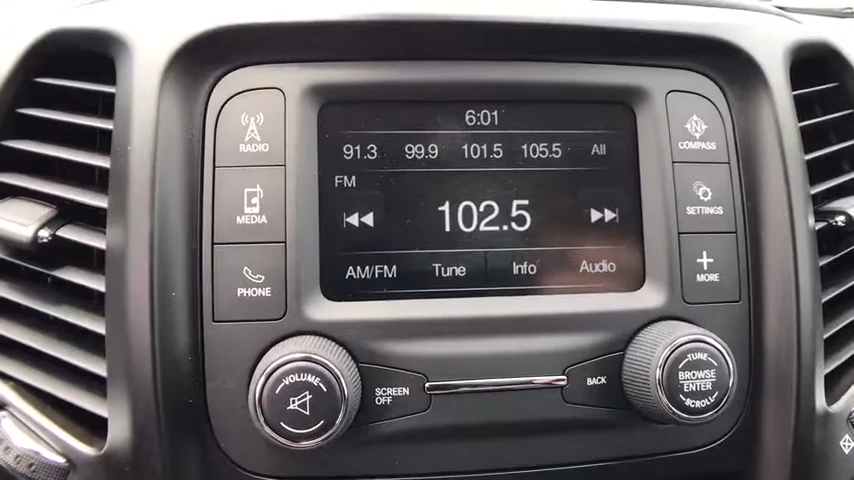 6:01
91.3 99.9 101.5 105.5 All
FM
102.5
AM/FM Tune Info Audio
RADIO
MEDIA
PHONE
N
COMPASS
SETTINGS
MORE
VOLUME
SCREEN
OFF
BACK
TUNE
BROWSE
ENTER
SCROLL